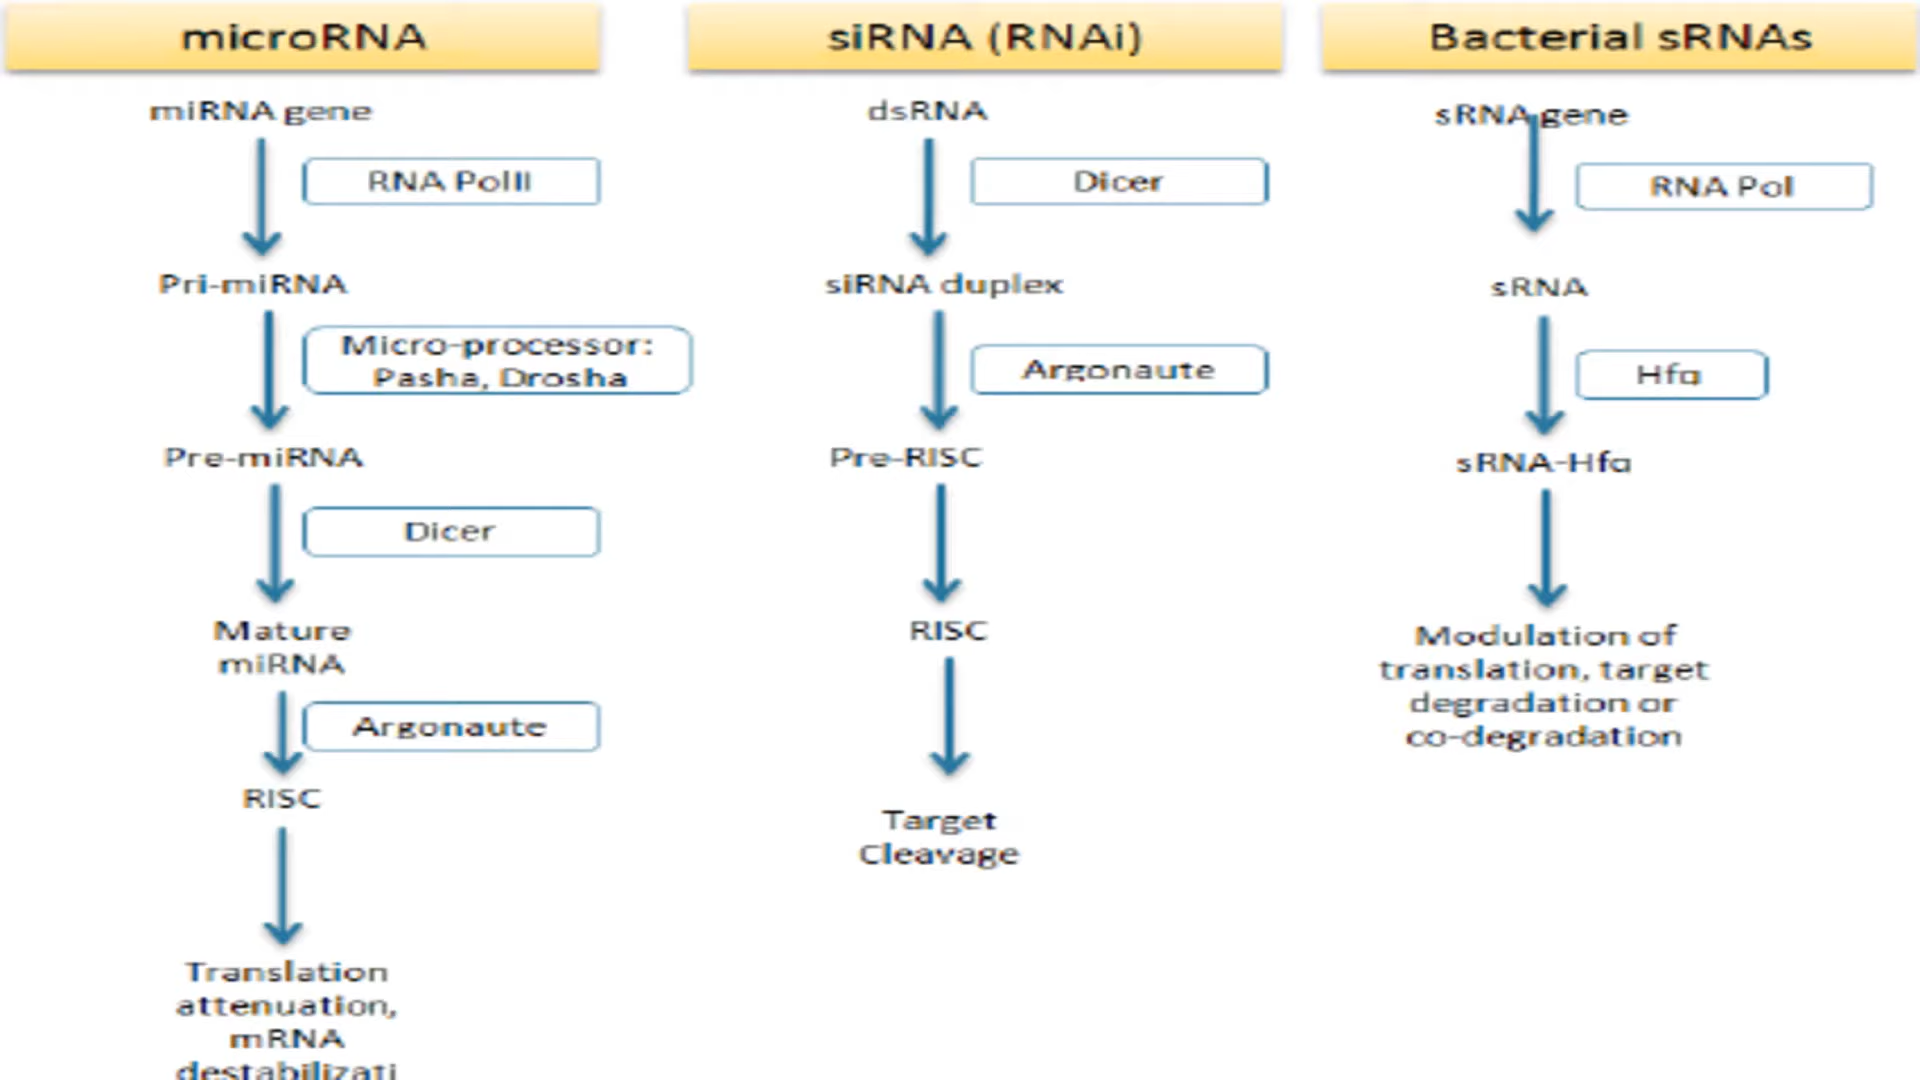 microRNA
miRNA gene
RNA PolII
Pri-miRNA
Micro-processor:
Pasha, Drosha
Pre-miRNA
Dicer
Mature
miRNA
Argonaute
RISC
Translation
attenuation,
mRNA
destabilizati
siRNA (RNAi)
dsRNA
Dicer
siRNA duplex
Argonaute
Pre-RISC
RISC
Target
Cleavage
Bacterial sRNAs
sRNA gene
RNA Pol
sRNA
Hfq
sRNA-Hfq
Modulation of
translation, target
degradation or
co-degradation